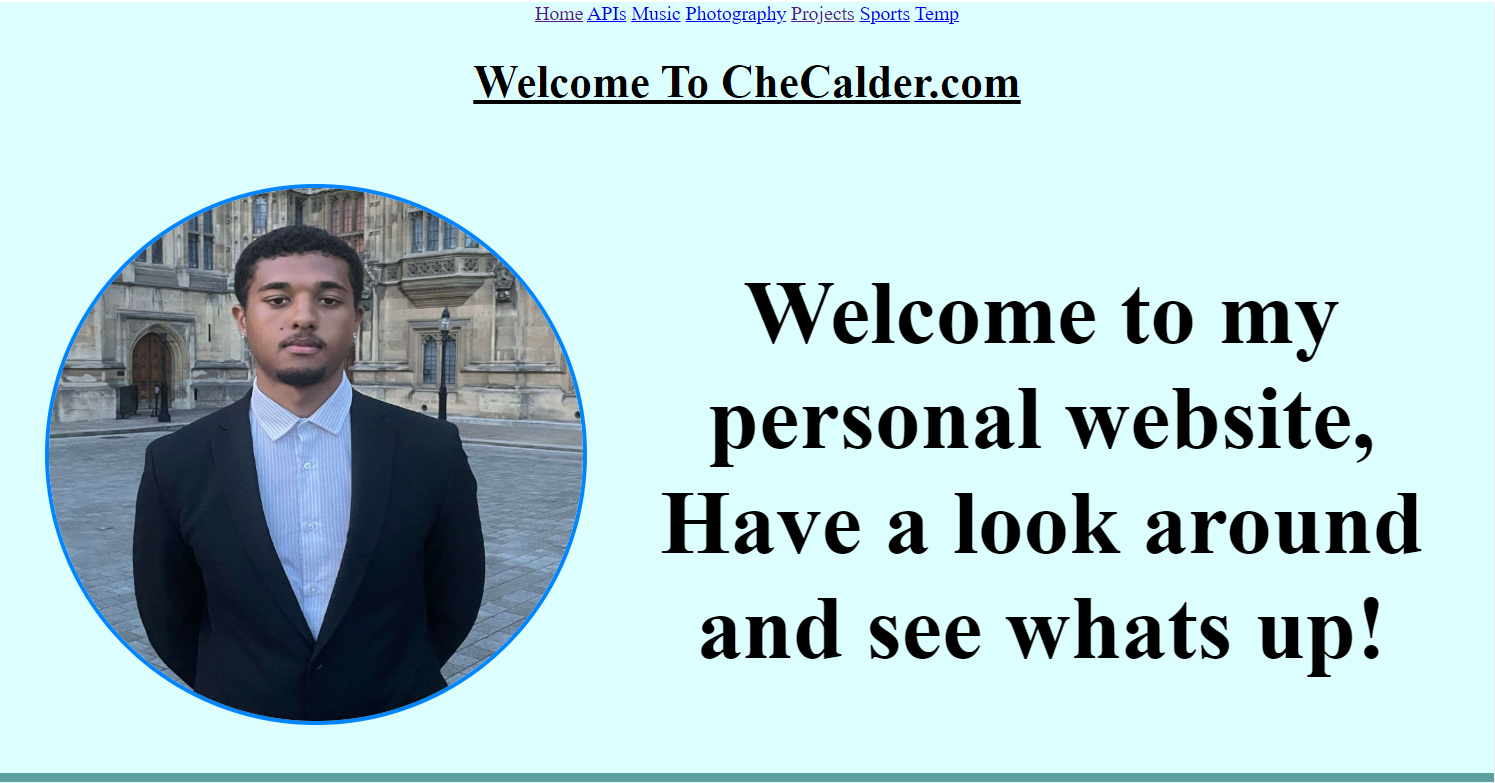 Home APIs Music Photography Projects Sports Temp
Welcome To CheCalder.com
Welcome to my
personal website,
Have a look around
and see whats up!